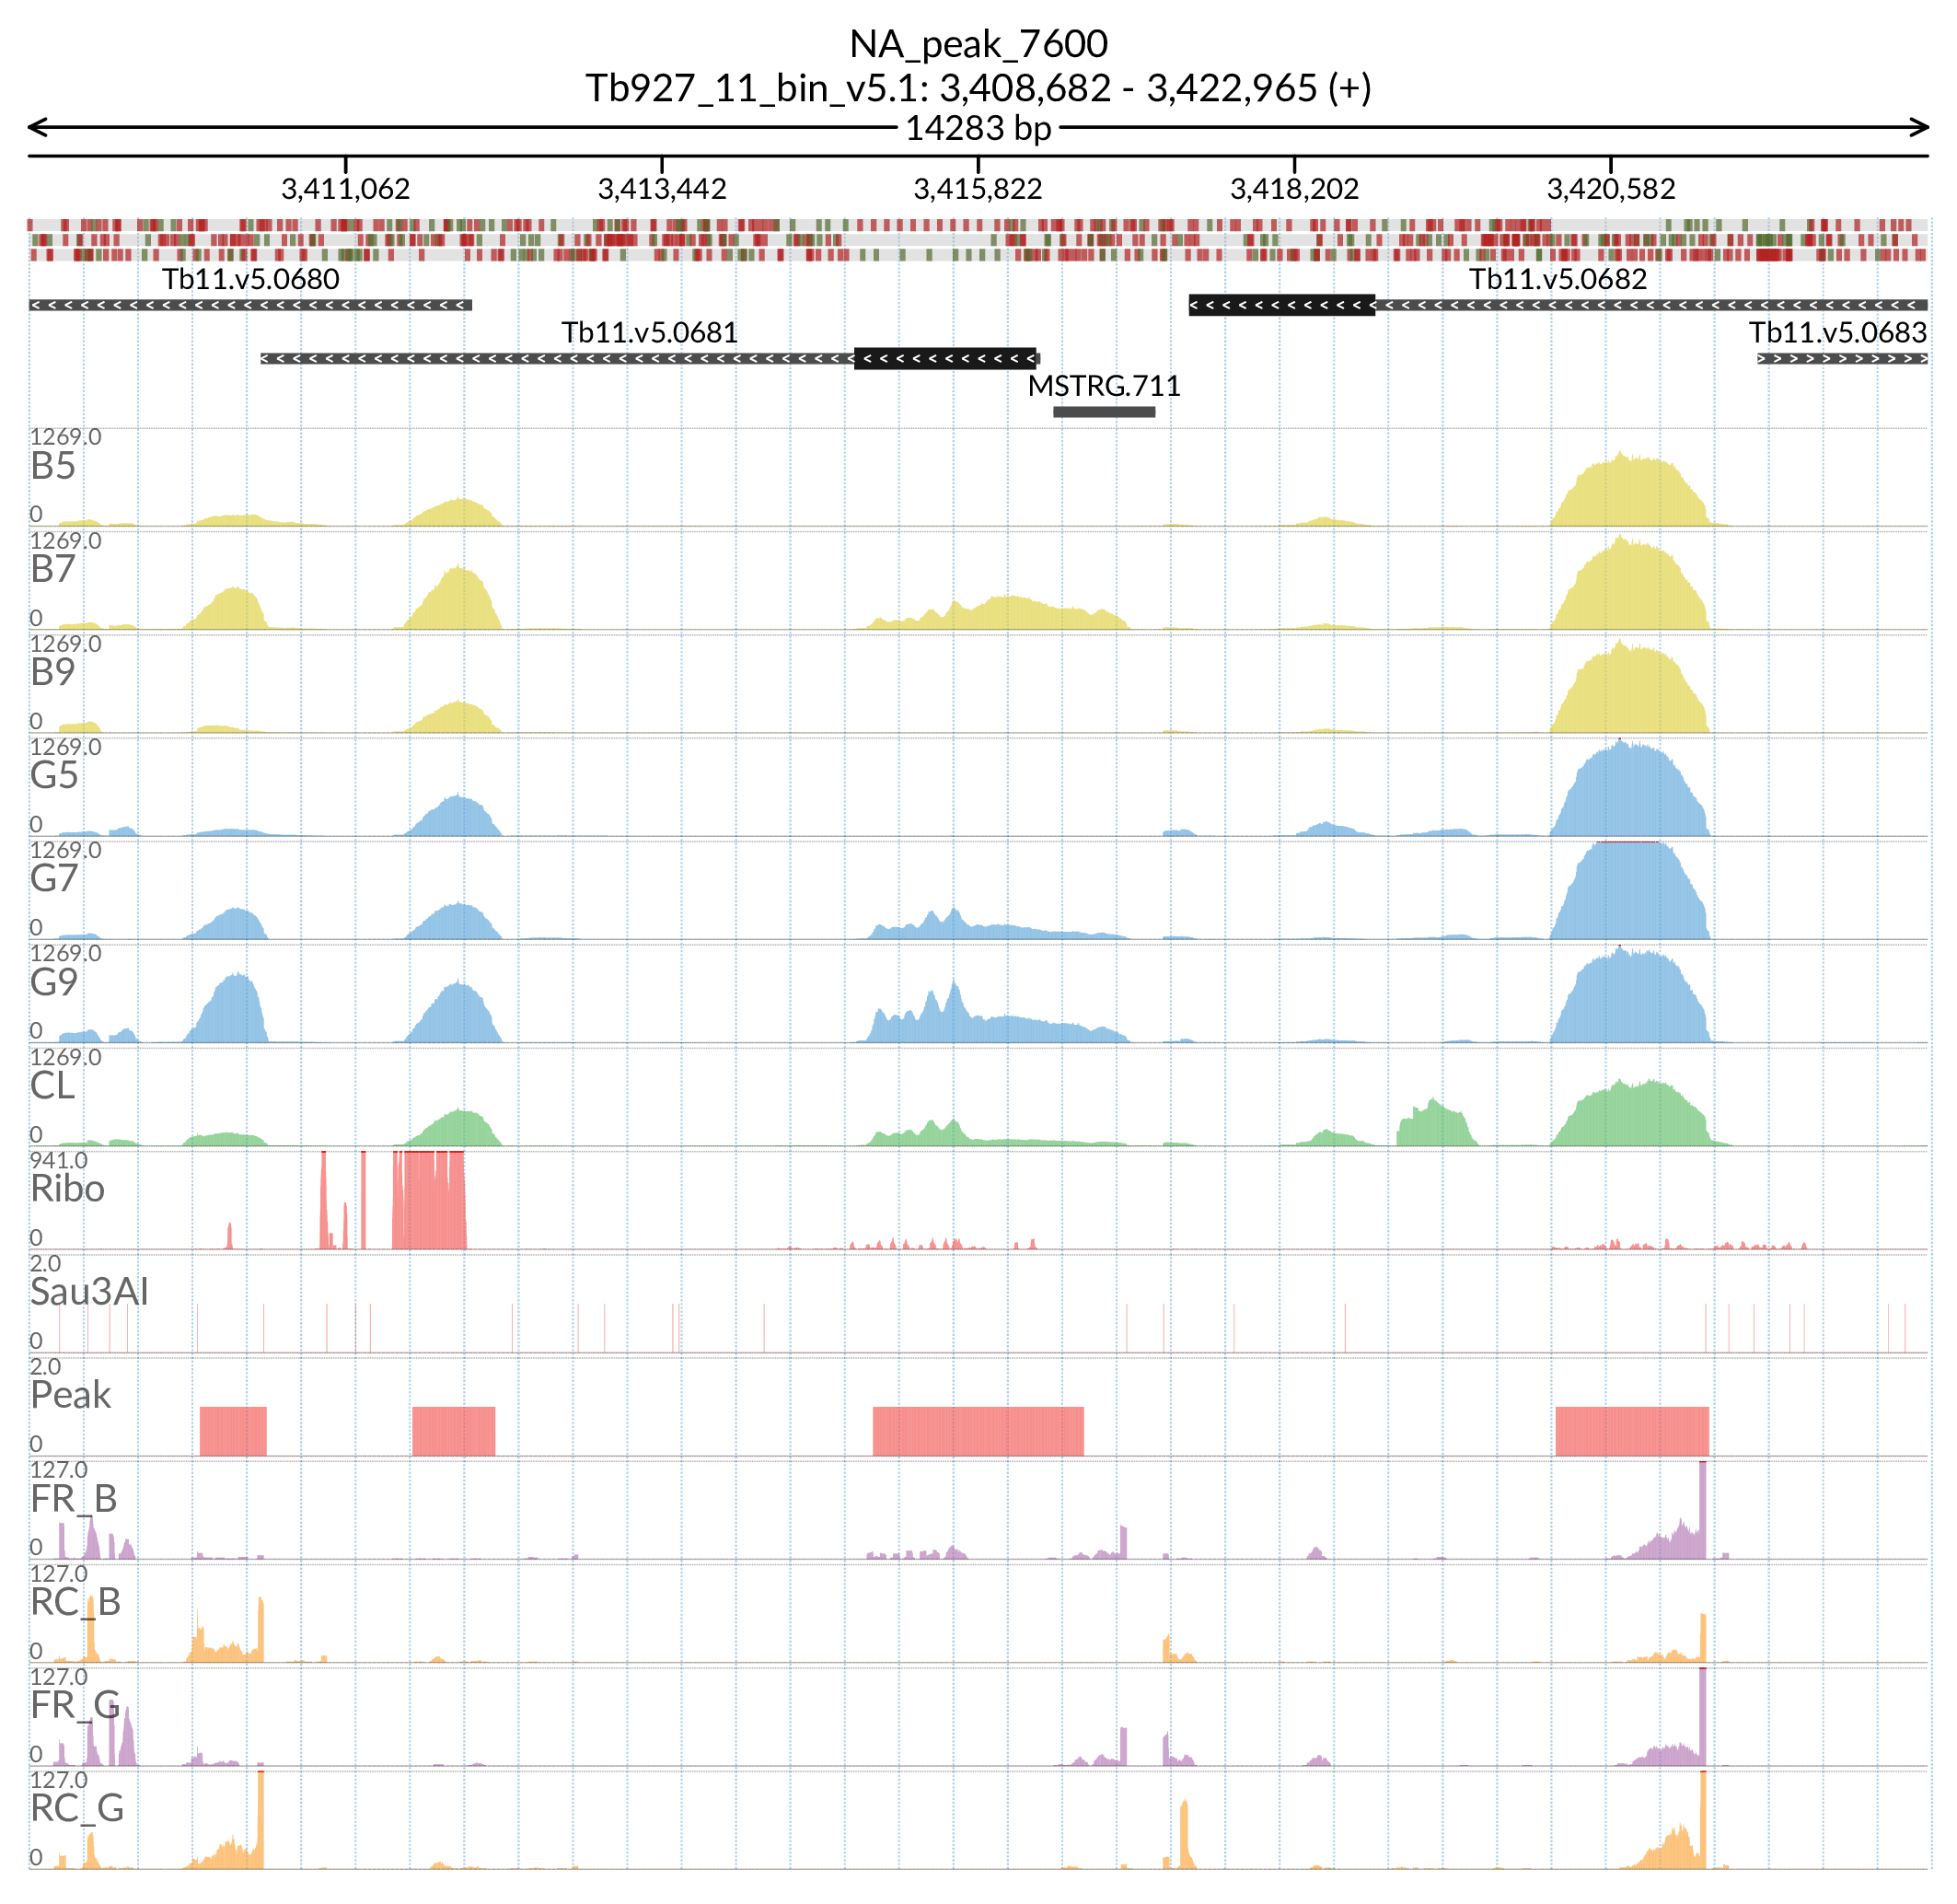 NA_peak_7600
Tb927_11_bin_v5.1: 3,408,682 - 3,422,965 (+)
14283 bp
3,411,062 3,413,442 3,415,822 3,418,202 3,420,582
Tb11.v5.0680 Tb11.v5.0682
Tb11.v5.0681 Tb11.v5.0683
MSTRG.711
1269.0
B5
0
1269.0
B7
0
1269.0
B9
0
1269.0
G5
0
1269.0
G7
0
1269.0
G9
0
1269.0
CL
0
941.0
Ribo
0
2.0
Sau3AI
0
2.0
Peak
0
127.0
FR_B
0
127.0
RC_B
0
127.0
FR_G
0
127.0
RC_G
0